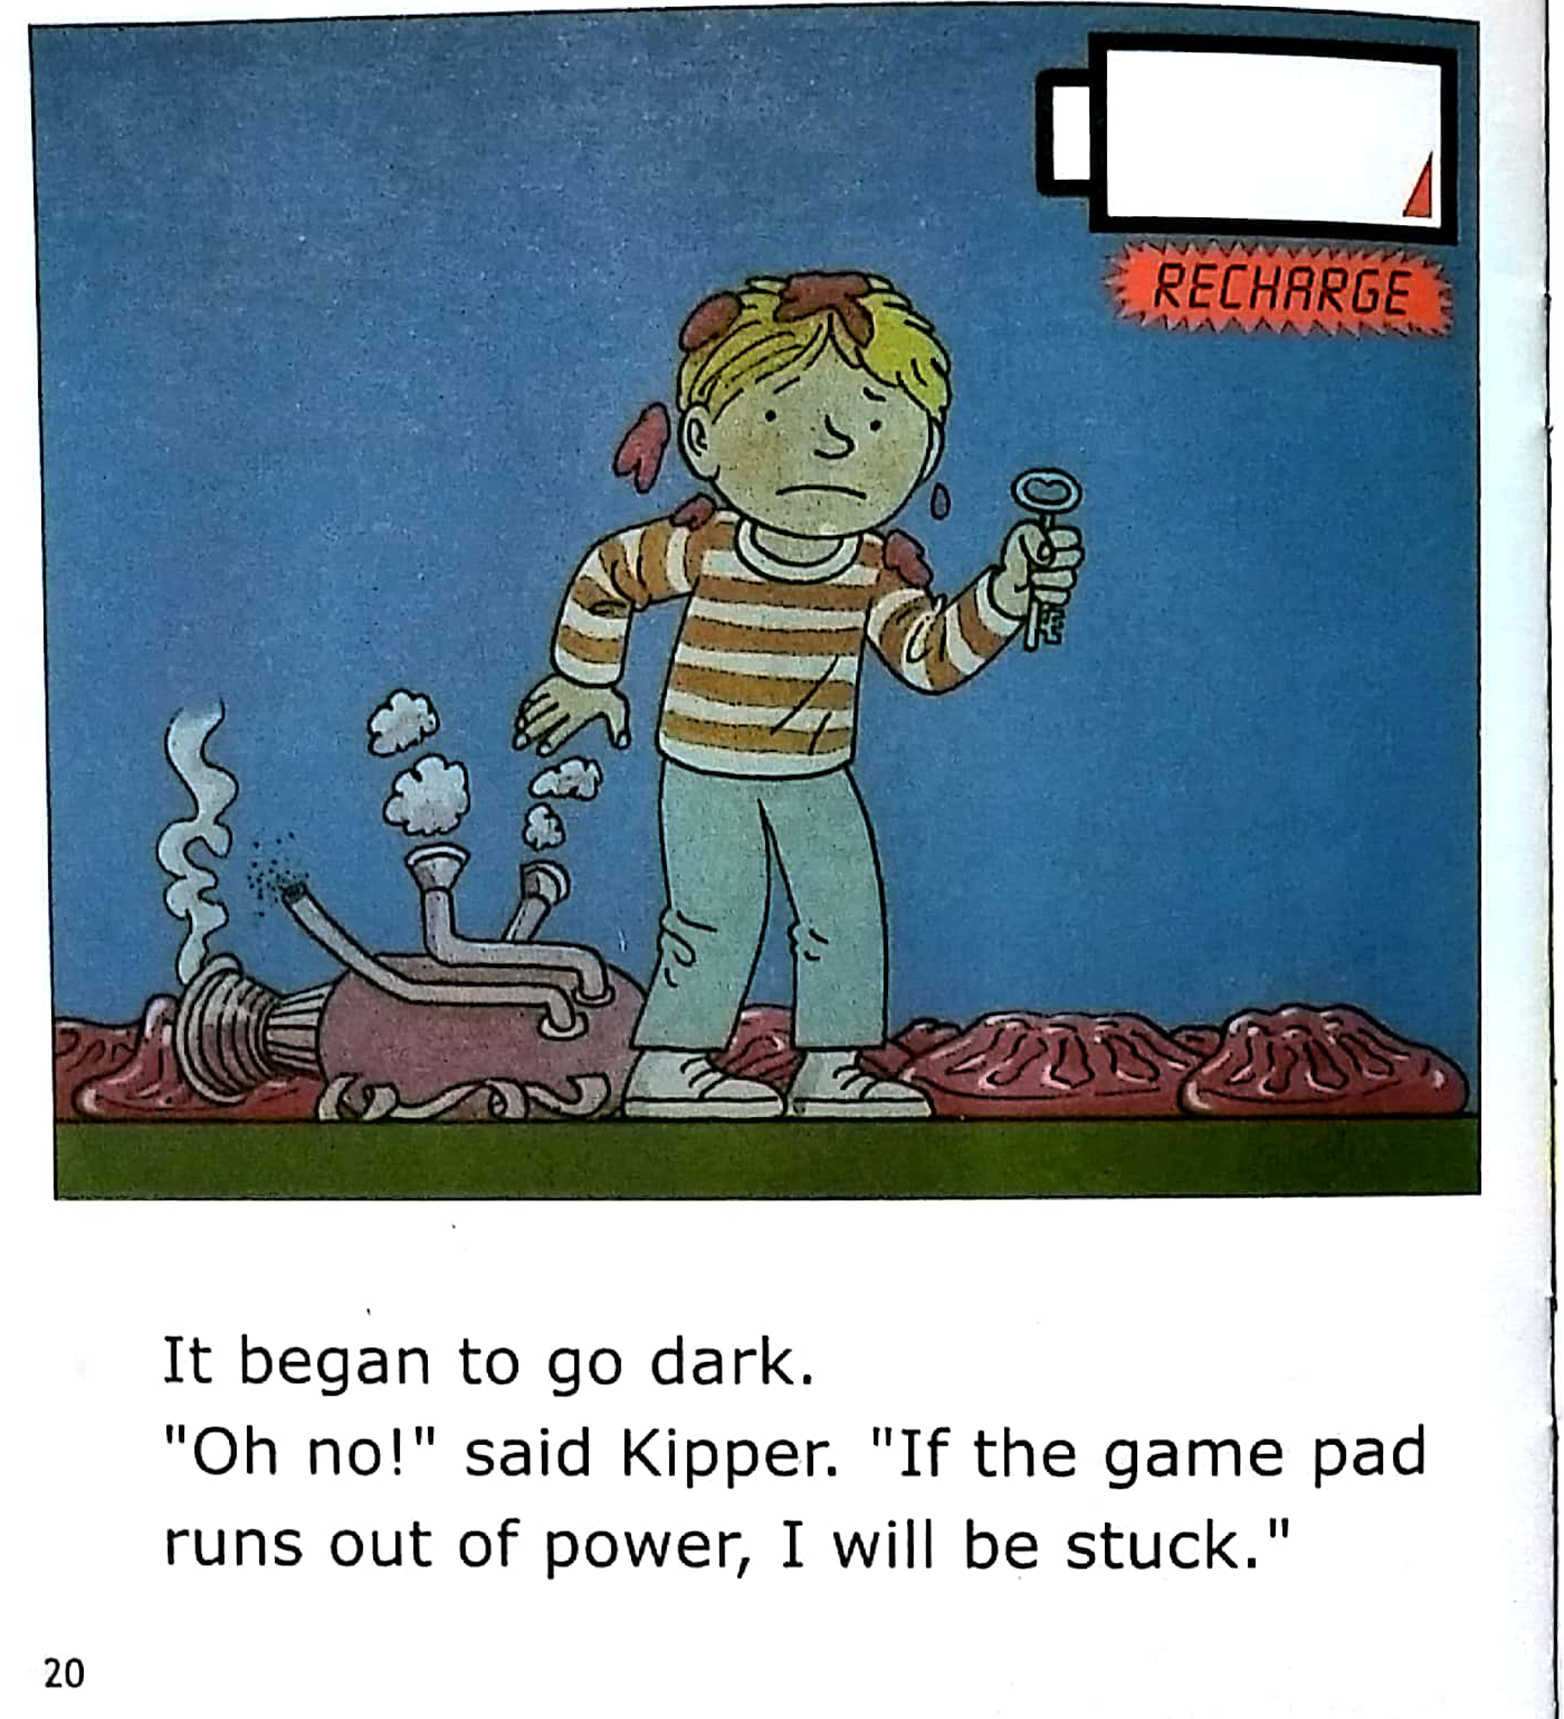 RECHARGE
It began to go dark.
"Oh no!" said Kipper. "If the game pad
runs out of power, I will be stuck."
20